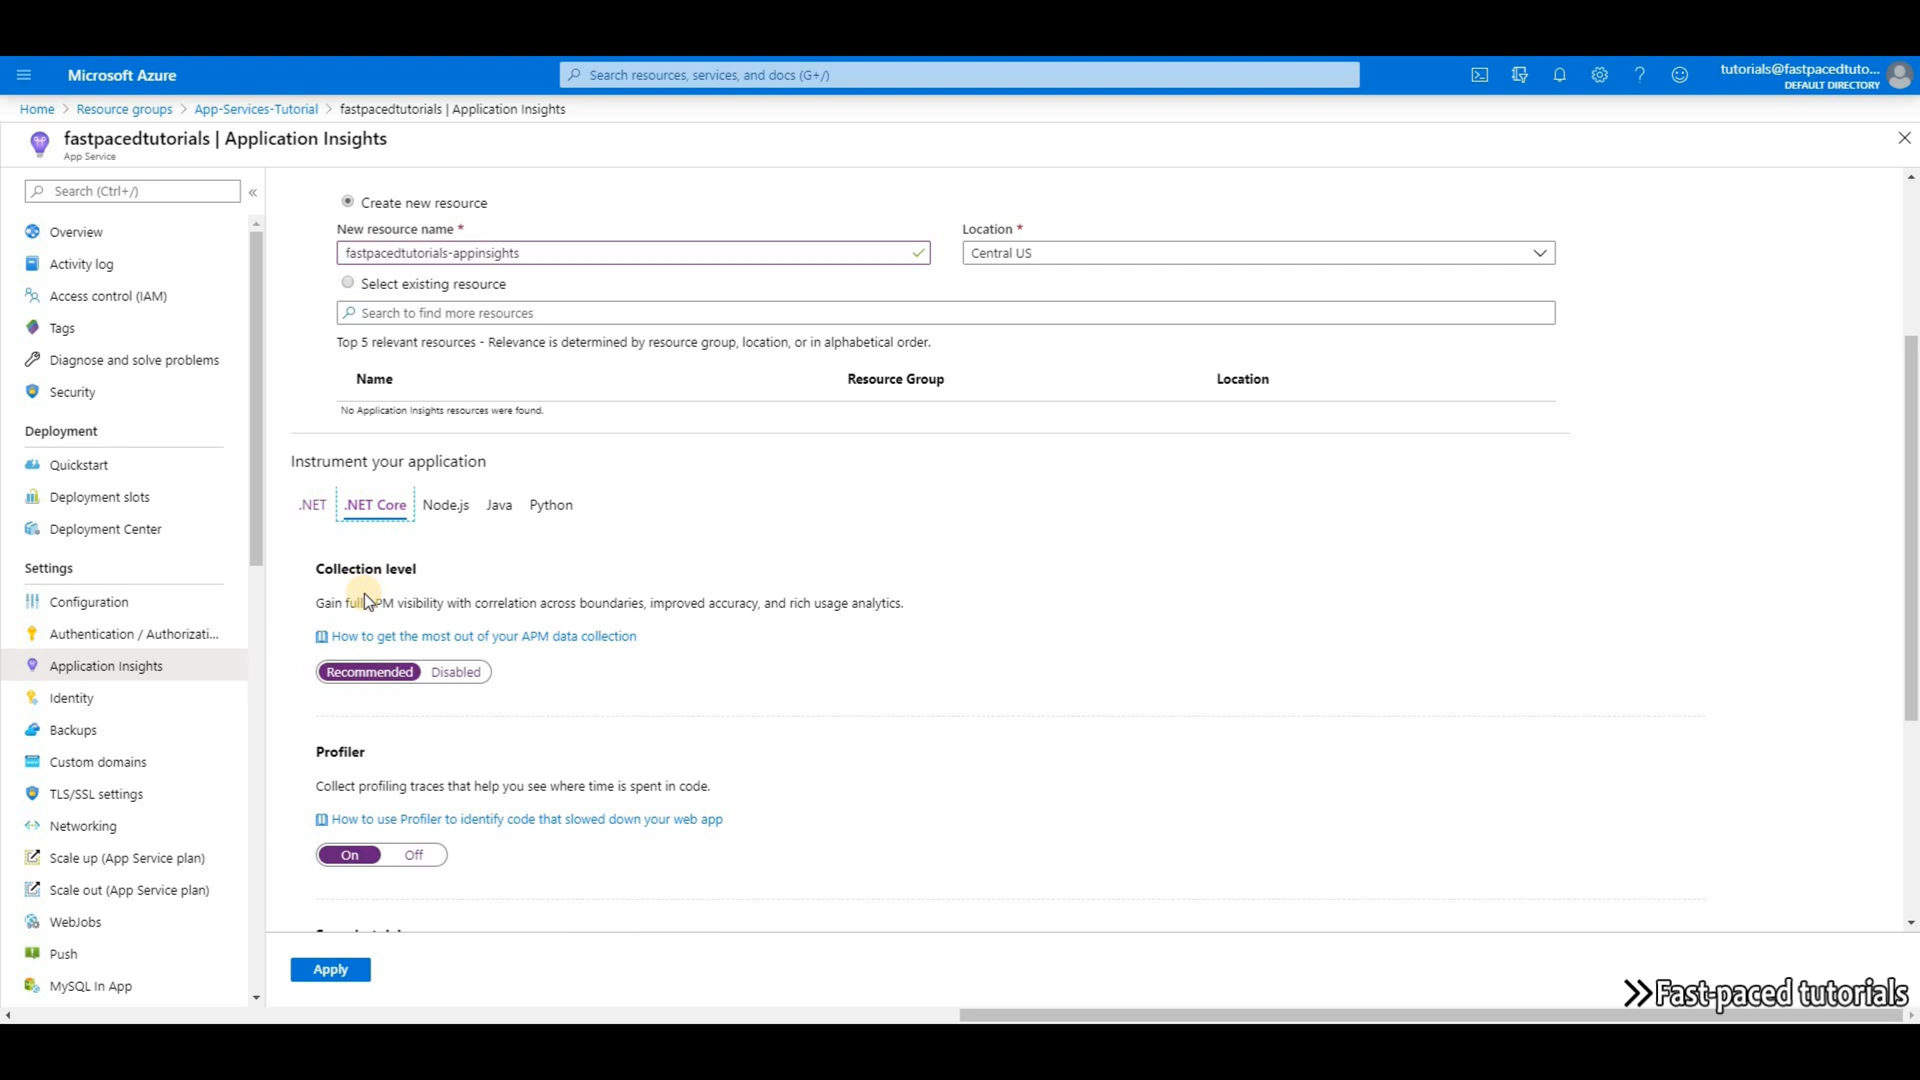 Microsoft Azure
Search resources, services, and docs (G+/)
tutorials@fastpacedtuto...
DEFAULT DIRECTORY
Home > Resource groups > App-Services-Tutorial > fastpacedtutorials | Application Insights
fastpacedtutorials | Application Insights
App Service
Search (Ctrl+/)
«
Overview
Activity log
Access control (IAM)
Tags
Diagnose and solve problems
Security
Deployment
Quickstart
Deployment slots
Deployment Center
Settings
Configuration
Authentication / Authorizati...
Application Insights
Identity
Backups
Custom domains
TLS/SSL settings
Networking
Scale up (App Service plan)
Scale out (App Service plan)
WebJobs
Push
MySQL In App
Create new resource
New resource name *
Location *
fastpacedtutorials-appinsights
Central US
Select existing resource
Search to find more resources
Top 5 relevant resources - Relevance is determined by resource group, location, or in alphabetical order.
Name Resource Group Location
No Application Insights resources were found.
Instrument your application
.NET .NET Core Node.js Java Python
Collection level
Gain full APM visibility with correlation across boundaries, improved accuracy, and rich usage analytics.
How to get the most out of your APM data collection
Recommended Disabled
Profiler
Collect profiling traces that help you see where time is spent in code.
How to use Profiler to identify code that slowed down your web app
On Off
Apply
Fast-paced tutorials